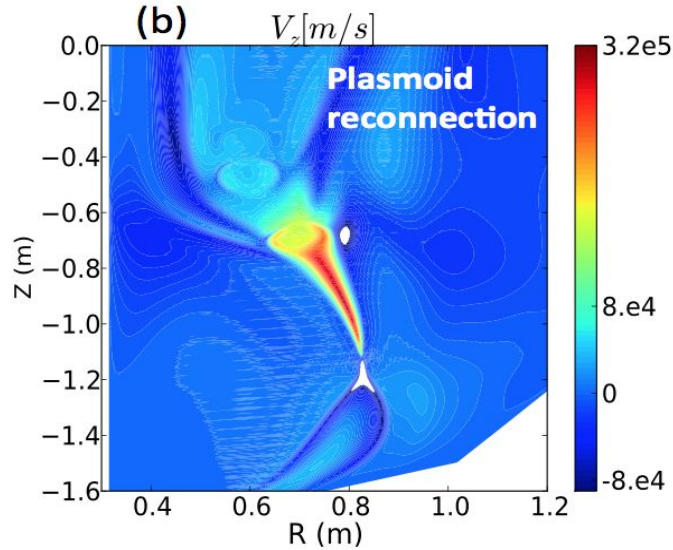 (b)
V_z[m/s]
Plasmoid
reconnection
0.0
−0.2
−0.4
−0.6
−0.8
−1.0
−1.2
−1.4
−1.6
Z (m)
0.4
0.6
0.8
1.0
1.2
R (m)
3.2e5
8.e4
0
-8.e4